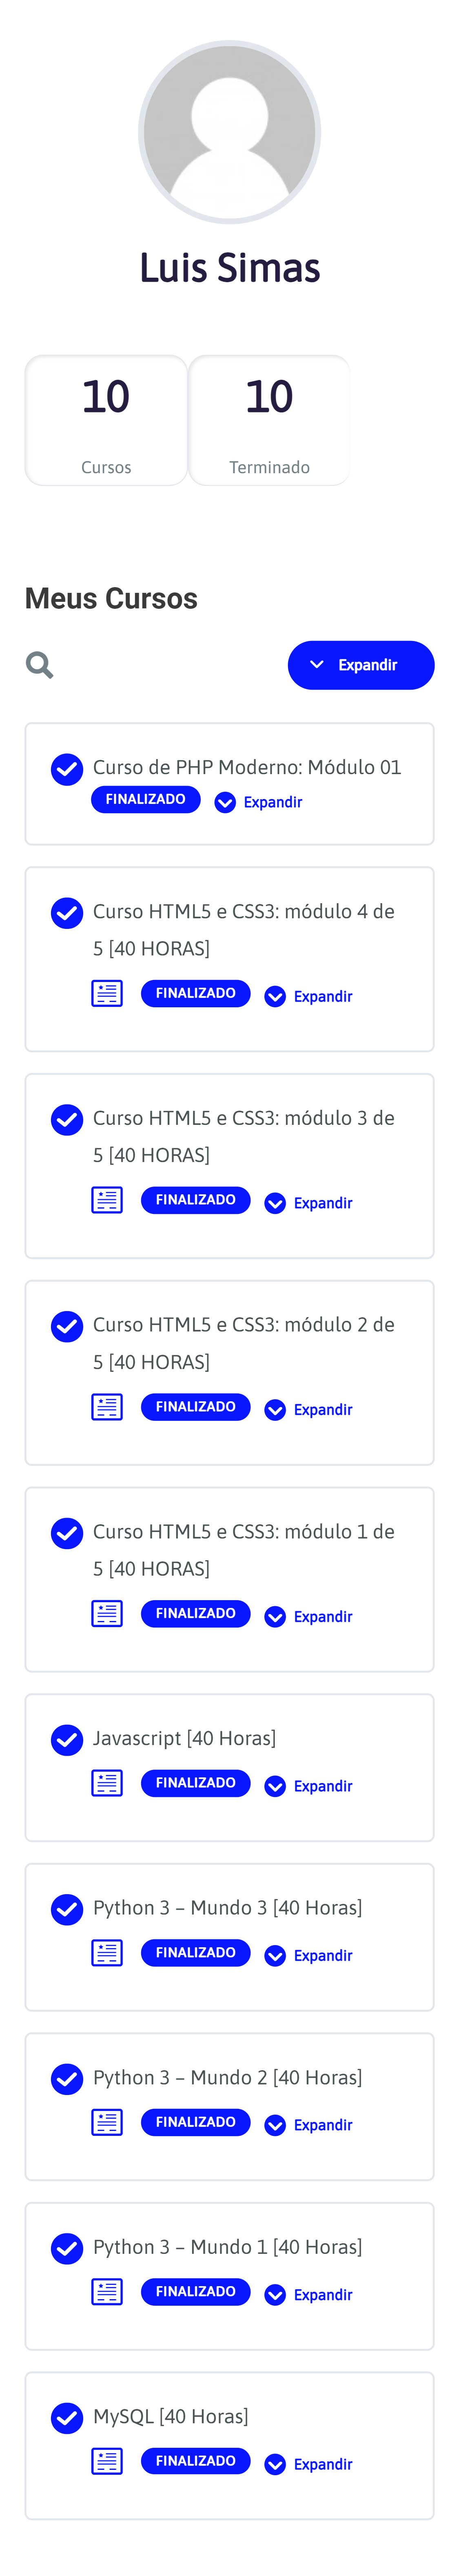 Luis Simas
10
Cursos
10
Terminado
Meus Cursos
Expandir
Curso de PHP Moderno: Módulo 01
FINALIZADO Expandir
Curso HTML5 e CSS3: módulo 4 de
5 [40 HORAS]
FINALIZADO Expandir
Curso HTML5 e CSS3: módulo 3 de
5 [40 HORAS]
FINALIZADO Expandir
Curso HTML5 e CSS3: módulo 2 de
5 [40 HORAS]
FINALIZADO Expandir
Curso HTML5 e CSS3: módulo 1 de
5 [40 HORAS]
FINALIZADO Expandir
Javascript [40 Horas]
FINALIZADO Expandir
Python 3 – Mundo 3 [40 Horas]
FINALIZADO Expandir
Python 3 – Mundo 2 [40 Horas]
FINALIZADO Expandir
Python 3 – Mundo 1 [40 Horas]
FINALIZADO Expandir
MySQL [40 Horas]
FINALIZADO Expandir